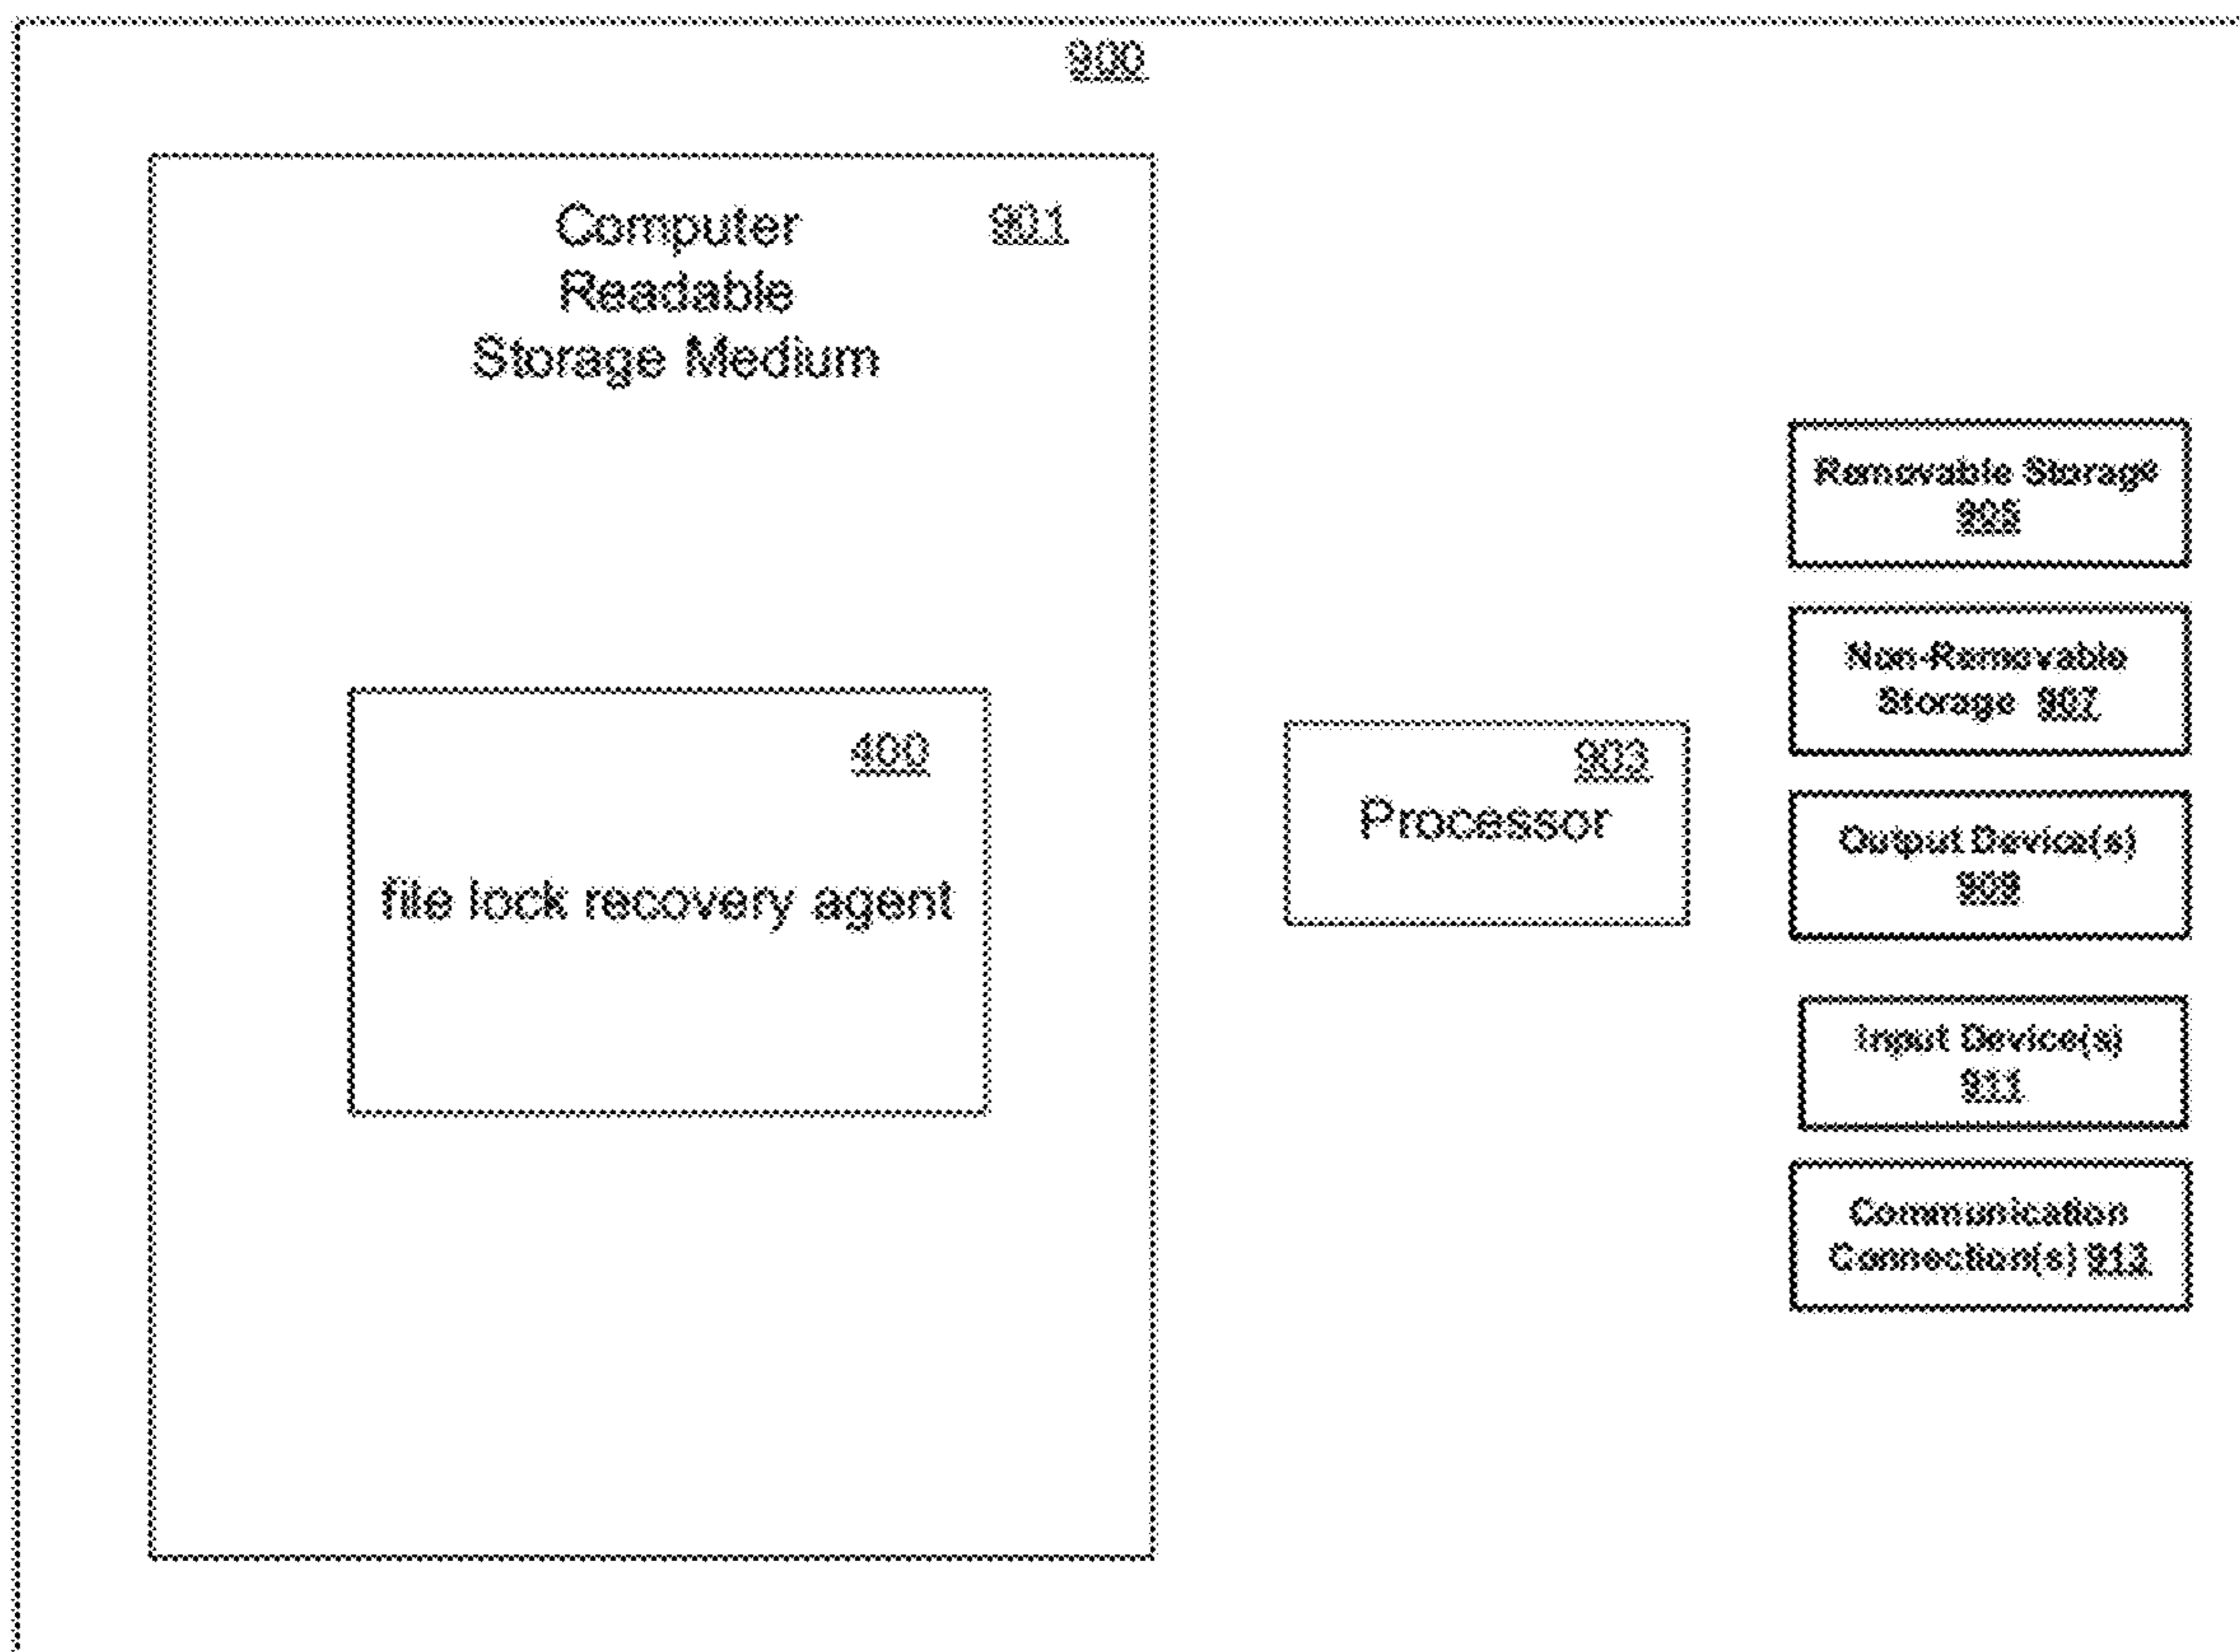 900
Computer
901
Readable
Storage Medium
400
file lock recovery agent
903
Processor
Removable Storage
905
Non-Removable
Storage 907
Output Device(s)
909
Input Device(s)
911
Communication
Connection(s) 913